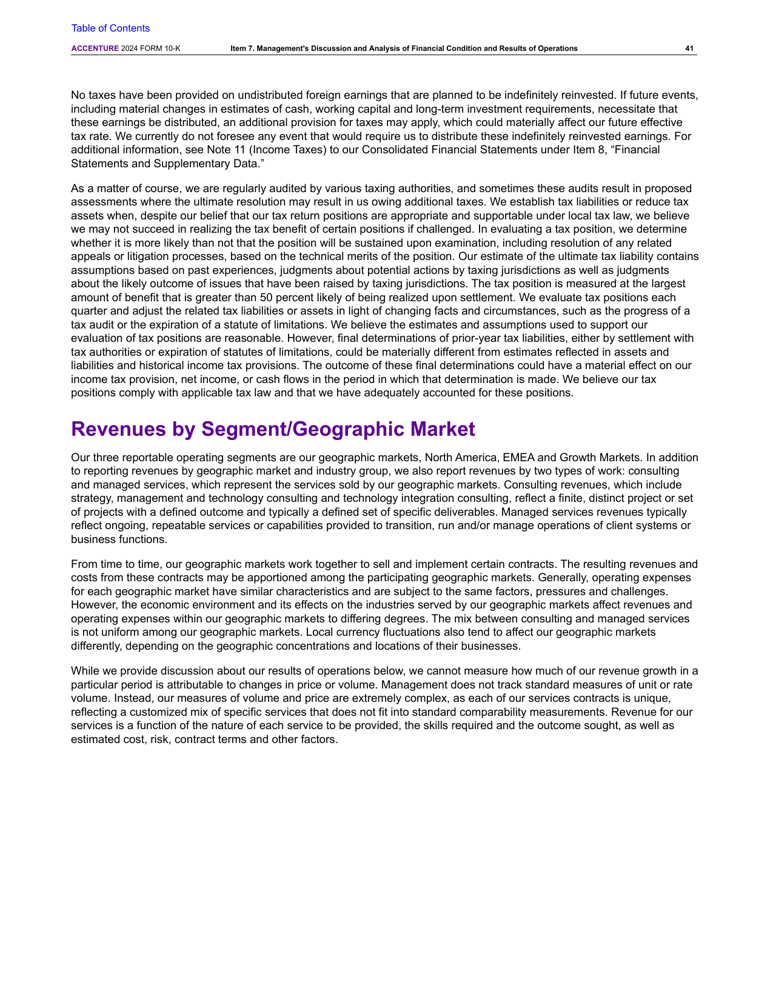 Table of Contents
ACCENTURE 2024 FORM 10-K Item 7. Management's Discussion and Analysis of Financial Condition and Results of Operations 41
No taxes have been provided on undistributed foreign earnings that are planned to be indefinitely reinvested. If future events,
including material changes in estimates of cash, working capital and long-term investment requirements, necessitate that
these earnings be distributed, an additional provision for taxes may apply, which could materially affect our future effective
tax rate. We currently do not foresee any event that would require us to distribute these indefinitely reinvested earnings. For
additional information, see Note 11 (Income Taxes) to our Consolidated Financial Statements under Item 8, “Financial
Statements and Supplementary Data.”
As a matter of course, we are regularly audited by various taxing authorities, and sometimes these audits result in proposed
assessments where the ultimate resolution may result in us owing additional taxes. We establish tax liabilities or reduce tax
assets when, despite our belief that our tax return positions are appropriate and supportable under local tax law, we believe
we may not succeed in realizing the tax benefit of certain positions if challenged. In evaluating a tax position, we determine
whether it is more likely than not that the position will be sustained upon examination, including resolution of any related
appeals or litigation processes, based on the technical merits of the position. Our estimate of the ultimate tax liability contains
assumptions based on past experiences, judgments about potential actions by taxing jurisdictions as well as judgments
about the likely outcome of issues that have been raised by taxing jurisdictions. The tax position is measured at the largest
amount of benefit that is greater than 50 percent likely of being realized upon settlement. We evaluate tax positions each
quarter and adjust the related tax liabilities or assets in light of changing facts and circumstances, such as the progress of a
tax audit or the expiration of a statute of limitations. We believe the estimates and assumptions used to support our
evaluation of tax positions are reasonable. However, final determinations of prior-year tax liabilities, either by settlement with
tax authorities or expiration of statutes of limitations, could be materially different from estimates reflected in assets and
liabilities and historical income tax provisions. The outcome of these final determinations could have a material effect on our
income tax provision, net income, or cash flows in the period in which that determination is made. We believe our tax
positions comply with applicable tax law and that we have adequately accounted for these positions.
Revenues by Segment/Geographic Market
Our three reportable operating segments are our geographic markets, North America, EMEA and Growth Markets. In addition
to reporting revenues by geographic market and industry group, we also report revenues by two types of work: consulting
and managed services, which represent the services sold by our geographic markets. Consulting revenues, which include
strategy, management and technology consulting and technology integration consulting, reflect a finite, distinct project or set
of projects with a defined outcome and typically a defined set of specific deliverables. Managed services revenues typically
reflect ongoing, repeatable services or capabilities provided to transition, run and/or manage operations of client systems or
business functions.
From time to time, our geographic markets work together to sell and implement certain contracts. The resulting revenues and
costs from these contracts may be apportioned among the participating geographic markets. Generally, operating expenses
for each geographic market have similar characteristics and are subject to the same factors, pressures and challenges.
However, the economic environment and its effects on the industries served by our geographic markets affect revenues and
operating expenses within our geographic markets to differing degrees. The mix between consulting and managed services
is not uniform among our geographic markets. Local currency fluctuations also tend to affect our geographic markets
differently, depending on the geographic concentrations and locations of their businesses.
While we provide discussion about our results of operations below, we cannot measure how much of our revenue growth in a
particular period is attributable to changes in price or volume. Management does not track standard measures of unit or rate
volume. Instead, our measures of volume and price are extremely complex, as each of our services contracts is unique,
reflecting a customized mix of specific services that does not fit into standard comparability measurements. Revenue for our
services is a function of the nature of each service to be provided, the skills required and the outcome sought, as well as
estimated cost, risk, contract terms and other factors.